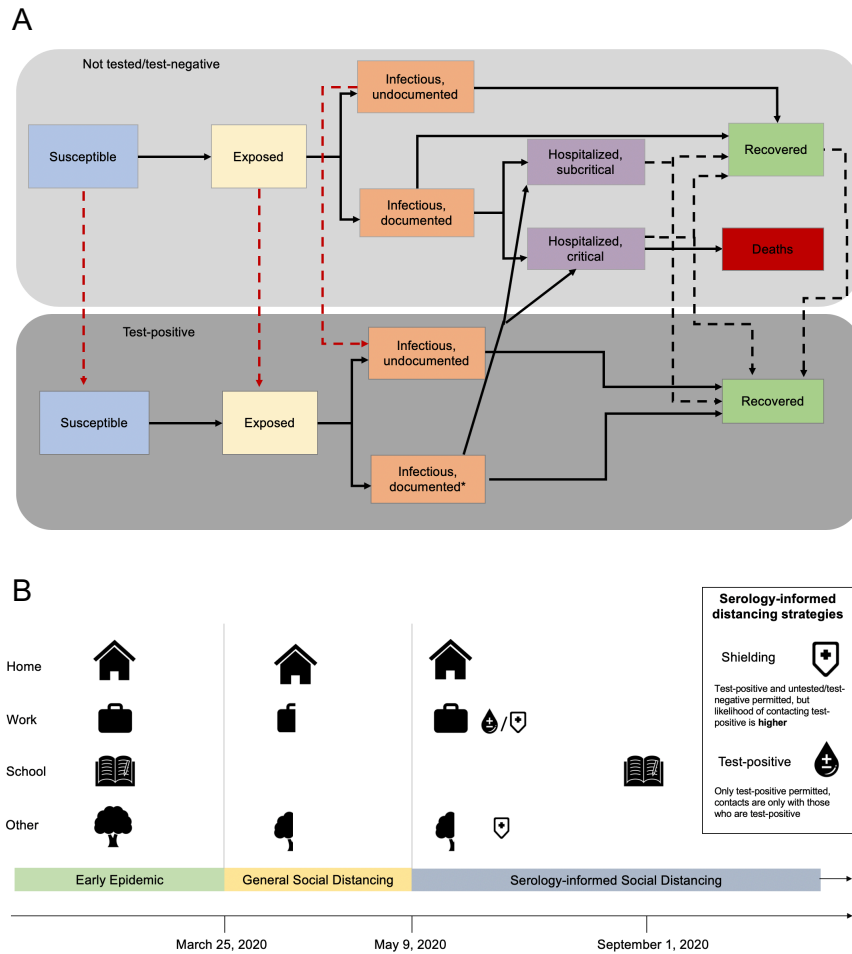 A
Not tested/test-negative
Infectious,
undocumented
Susceptible
Exposed
Hospitalized,
subcritical
Recovered
Infectious,
documented
Hospitalized,
critical
Deaths
Test-positive
Infectious,
undocumented
Susceptible
Exposed
Recovered
Infectious,
documented*
B
Serology-informed
distancing strategies
Shielding
Test-positive and untested/test-
negative permitted, but
likelihood of contacting test-
positive is higher
Test-positive
Only test-positive permitted,
contacts are only with those
who are test-positive
Home
Work
/
School
Other
Early Epidemic
General Social Distancing
Serology-informed Social Distancing
March 25, 2020
May 9, 2020
September 1, 2020